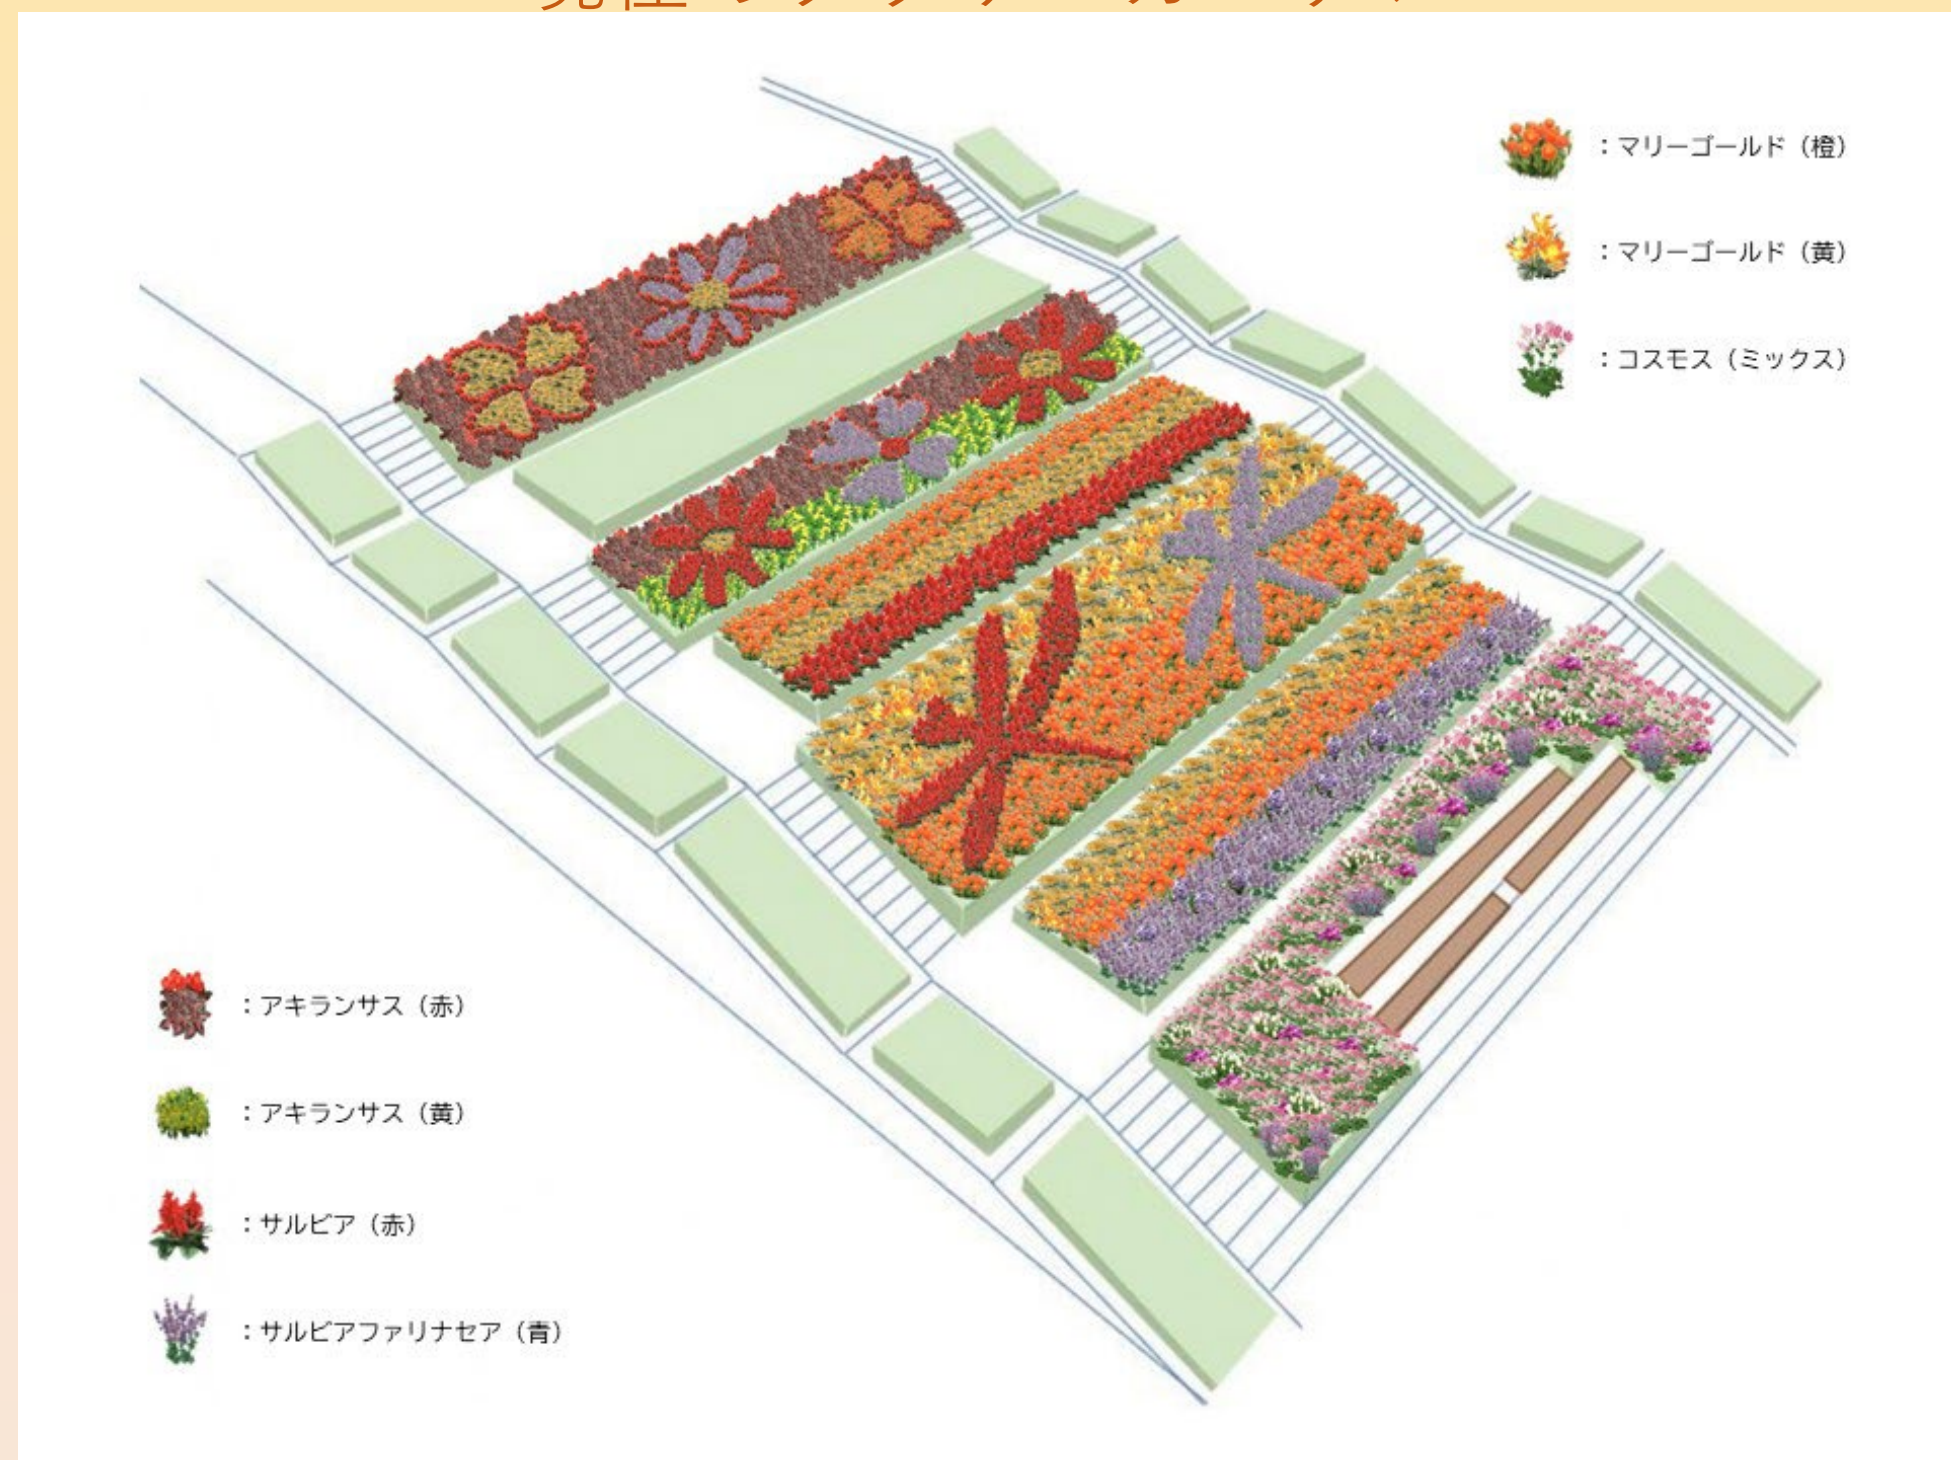 ：マリーゴールド（橙）
：マリーゴールド（黄）
：コスモス（ミックス）
：アキランサス（赤）
：アキランサス（黄）
：サルビア（赤）
：サルビアファリナセア（青）